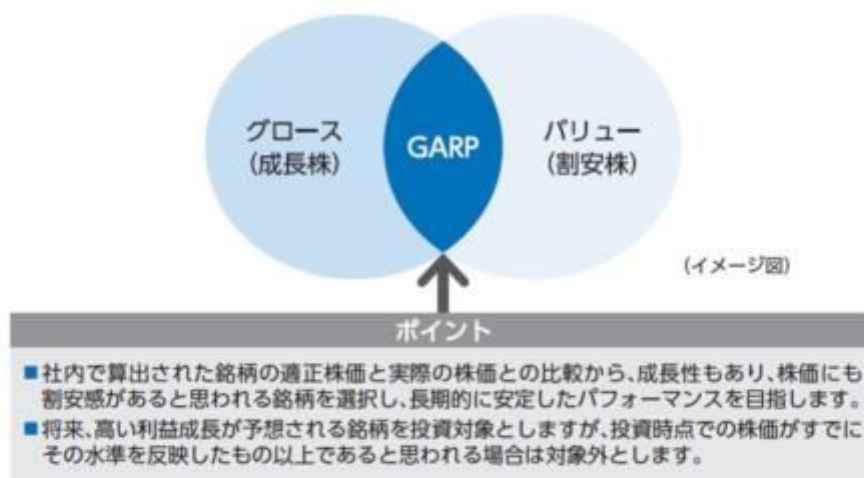 グロース
(成長株)
GARP
バリュー
(割安株)
(イメージ図)
ポイント
■社内で算出された銘柄の適正株価と実際の株価との比較から、成長性もあり、株価にも
割安感があると思われる銘柄を選択し、長期的に安定したパフォーマンスを目指します。
■将来、高い利益成長が予想される銘柄を投資対象としますが、投資時点での株価がすでに
その水準を反映したもの以上であると思われる場合は対象外とします。